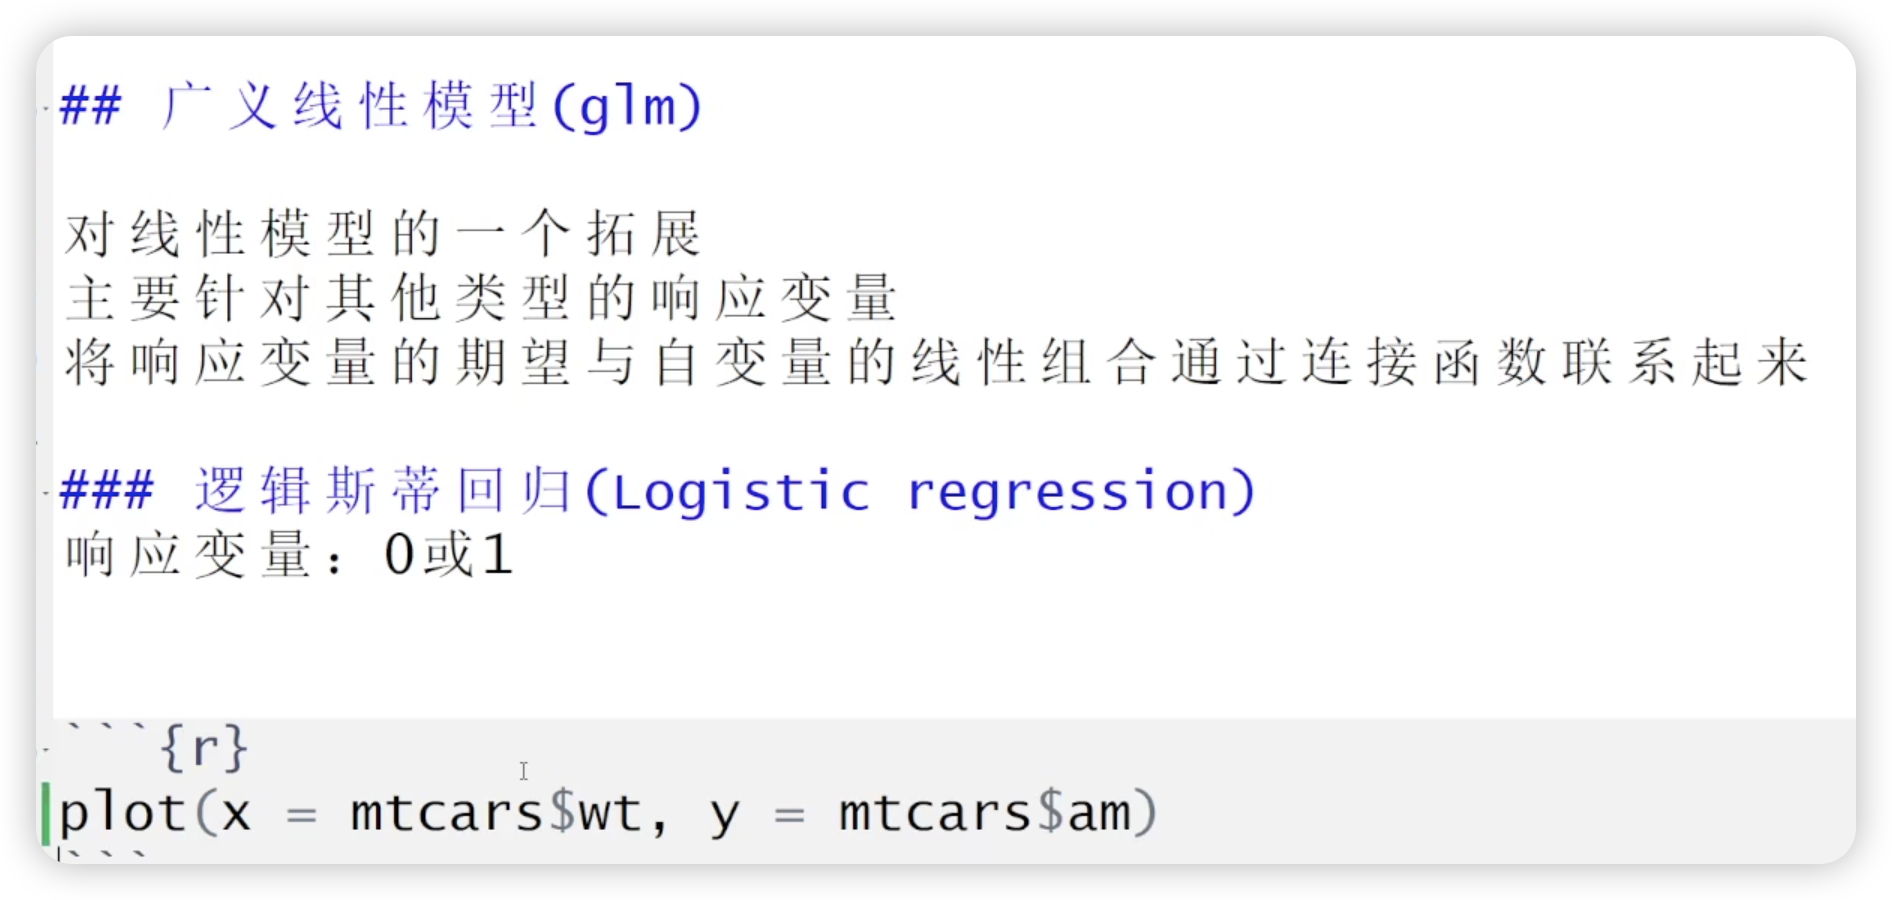 ## 广义线性模型(glm)
对线性模型的一个拓展
主要针对其他类型的响应变量
将响应变量的期望与自变量的线性组合通过连接函数联系起来
### 逻辑斯蒂回归(Logistic regression)
响应变量：0或1
```{r}
plot(x = mtcars$wt, y = mtcars$am)
```